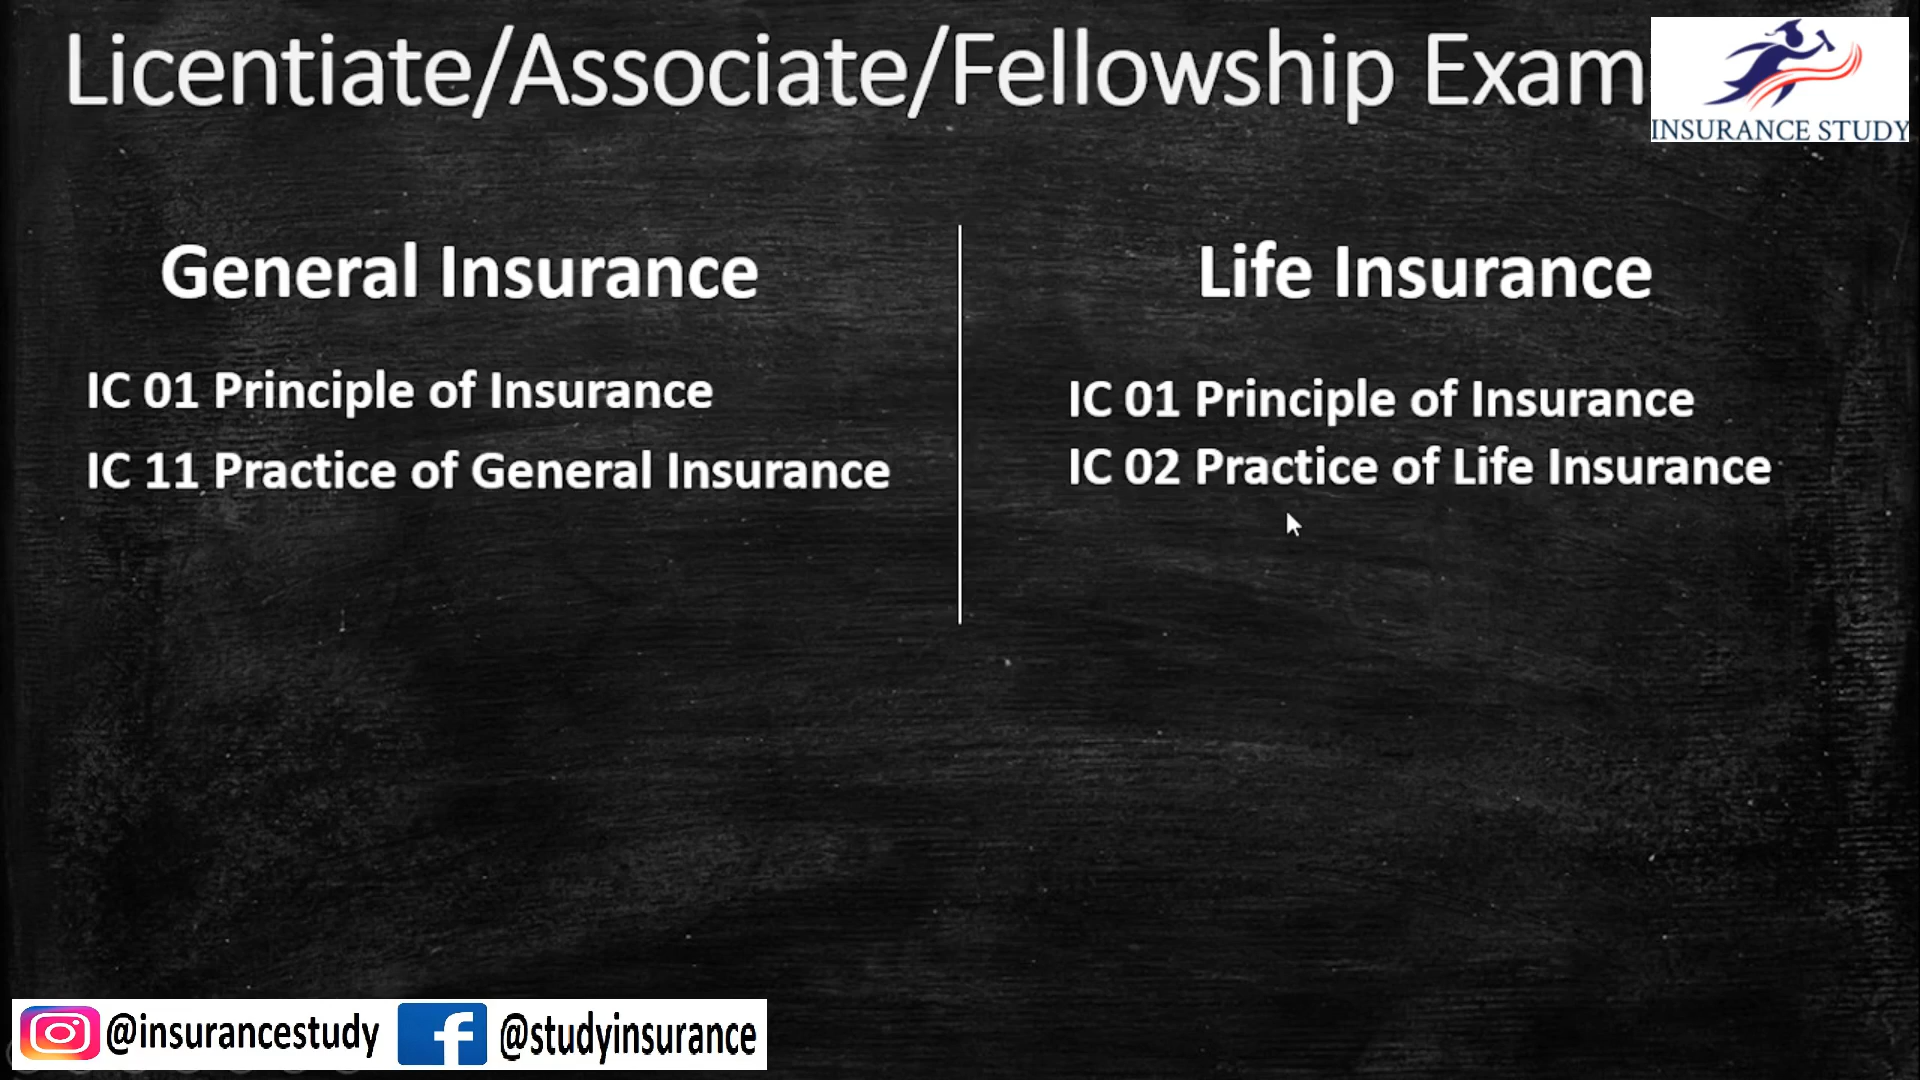 Licentiate/Associate/Fellowship Exam
INSURANCE STUDY
General Insurance
IC 01 Principle of Insurance
IC 11 Practice of General Insurance
Life Insurance
IC 01 Principle of Insurance
IC 02 Practice of Life Insurance
@insurancestudy
@studyinsurance